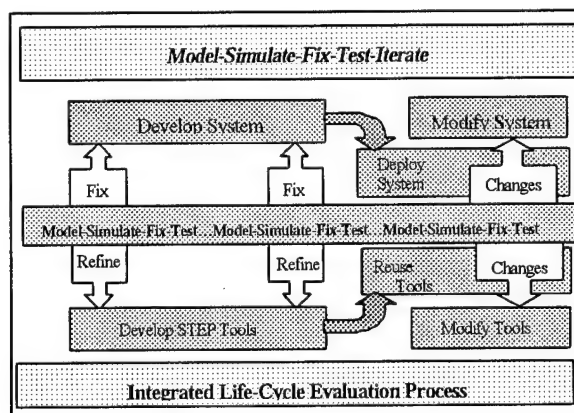 Model-Simulate-Fix-Test-Iterate
Develop System
Modify System
Deploy
System
Fix
Fix
Changes
Model-Simulate-Fix-Test...Model-Simulate-Fix-Test...Model-Simulate-Fix-Test
Refine
Refine
Reuse
Tools
Changes
Develop STEP Tools
Modify Tools
Integrated Life-Cycle Evaluation Process